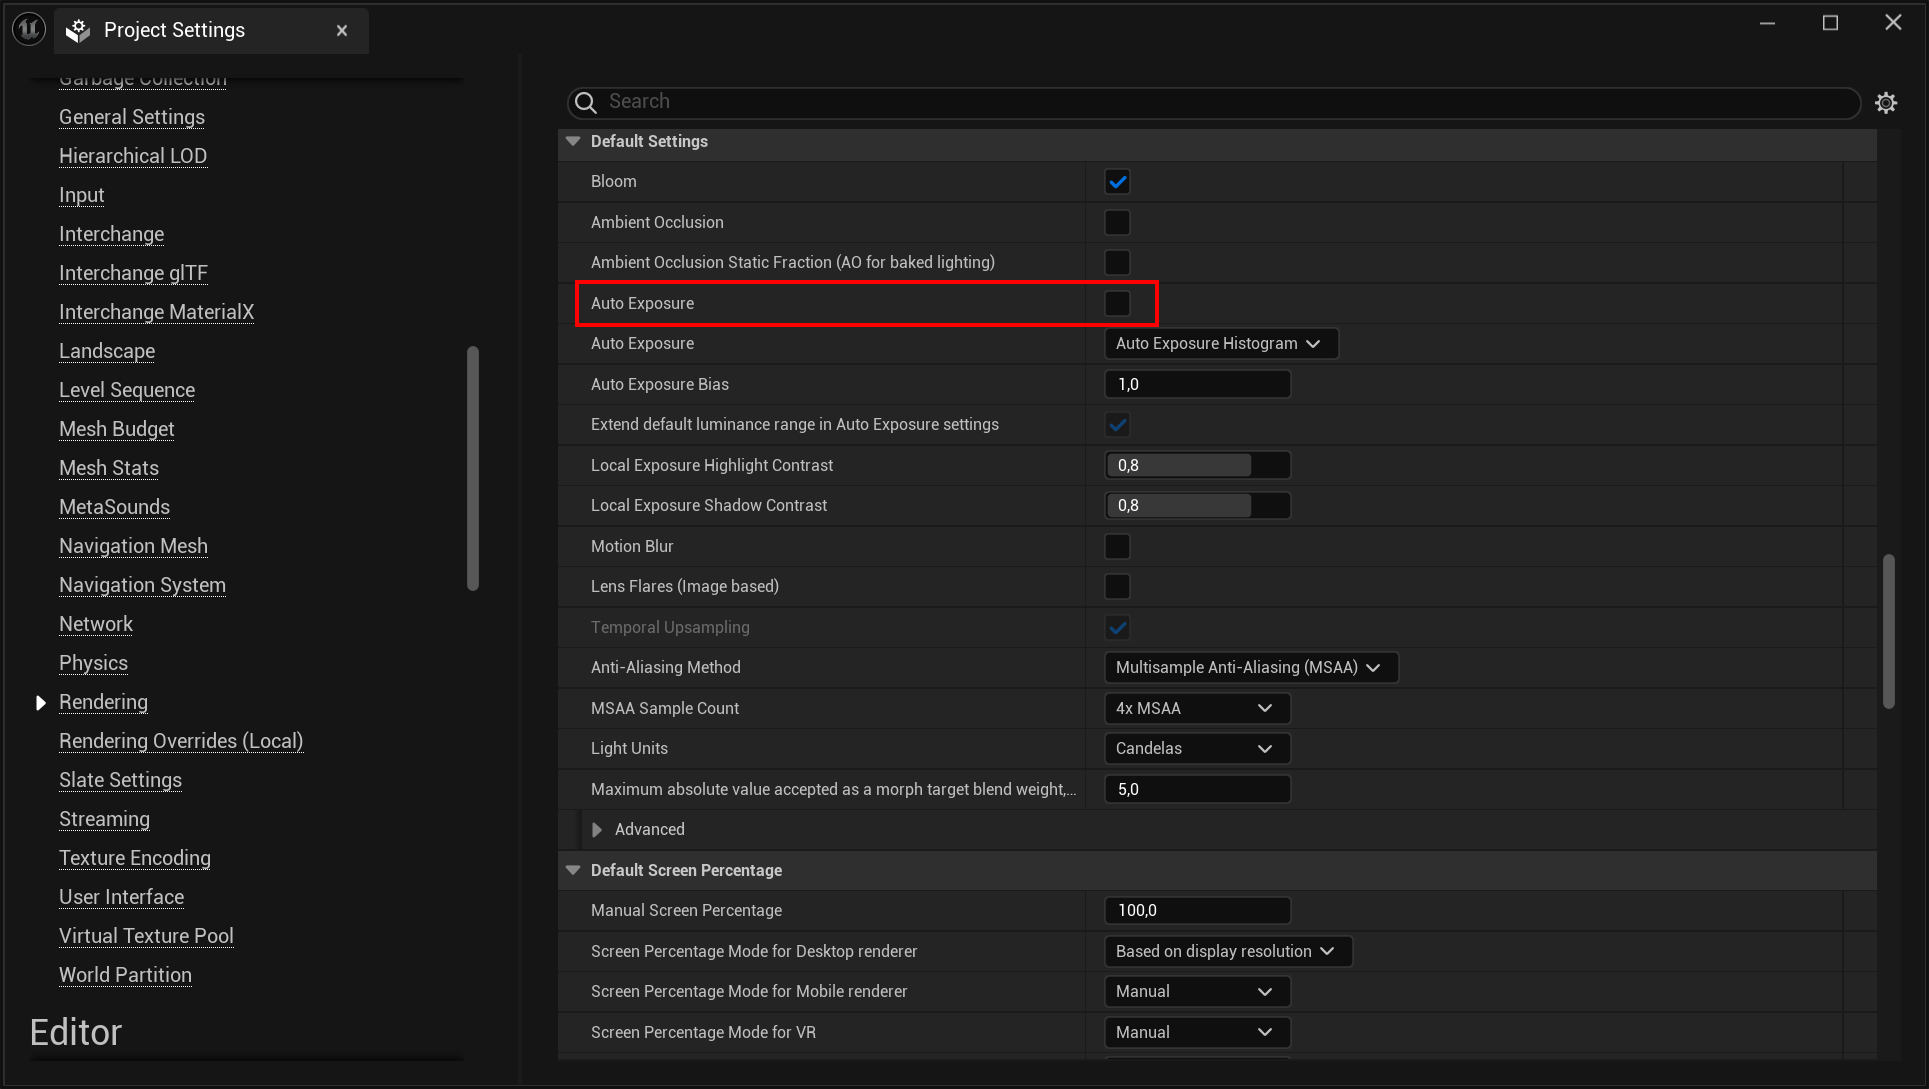 Project Settings
Garbage Collection
General Settings
Hierarchical LOD
Input
Interchange
Interchange glTF
Interchange MaterialX
Landscape
Level Sequence
Mesh Budget
Mesh Stats
MetaSounds
Navigation Mesh
Navigation System
Network
Physics
Rendering
Rendering Overrides (Local)
Slate Settings
Streaming
Texture Encoding
User Interface
Virtual Texture Pool
World Partition
Editor
Search
Default Settings
Bloom
Ambient Occlusion
Ambient Occlusion Static Fraction (AO for baked lighting)
Auto Exposure
Auto Exposure Auto Exposure Histogram
Auto Exposure Bias 1,0
Extend default luminance range in Auto Exposure settings
Local Exposure Highlight Contrast 0,8
Local Exposure Shadow Contrast 0,8
Motion Blur
Lens Flares (Image based)
Temporal Upsampling
Anti-Aliasing Method Multisample Anti-Aliasing (MSAA)
MSAA Sample Count 4x MSAA
Light Units Candelas
Maximum absolute value accepted as a morph target blend weight,... 5,0
Advanced
Default Screen Percentage
Manual Screen Percentage 100,0
Screen Percentage Mode for Desktop renderer Based on display resolution
Screen Percentage Mode for Mobile renderer Manual
Screen Percentage Mode for VR Manual